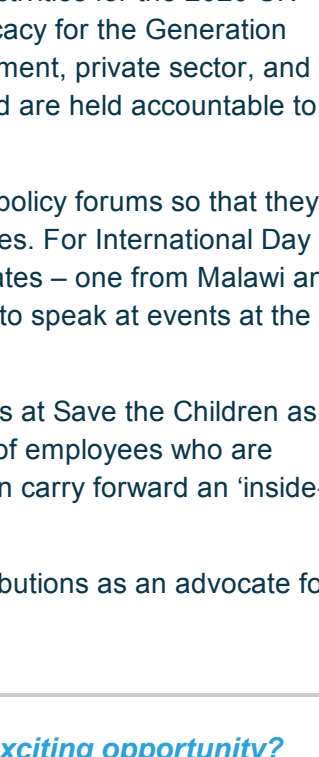 cacy for the Generation
ment, private sector, and
d are held accountable to
policy forums so that they
es. For International Day
ates – one from Malawi an
to speak at events at the
s at Save the Children as
of employees who are
n carry forward an ‘inside-
butions as an advocate fo
xciting opportunity?